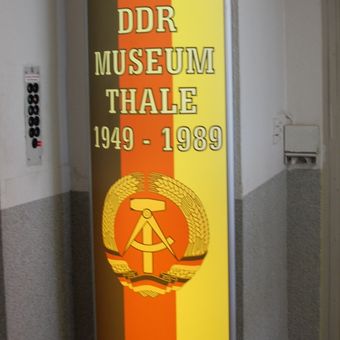 DDR
MUSEUM
THALE
1949 - 1989